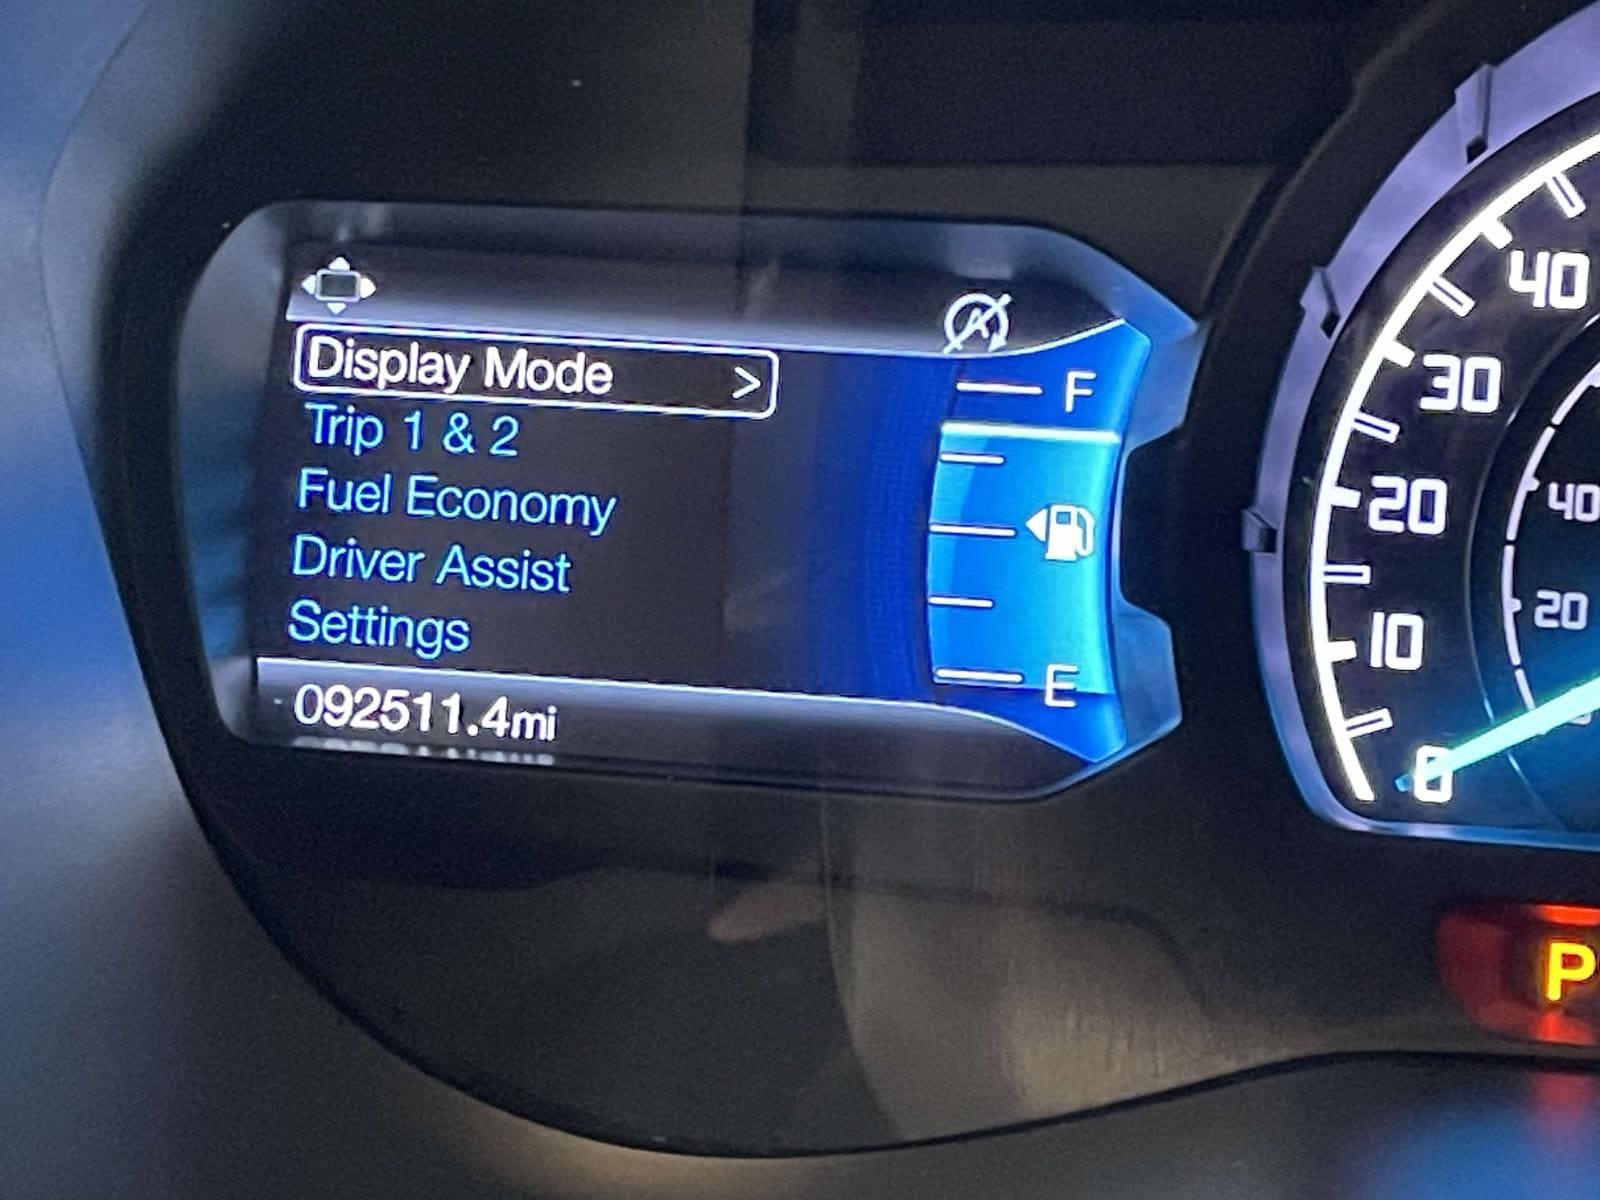 A
Display Mode >
Trip 1 & 2
Fuel Economy
Driver Assist
Settings
092511.4mi
F
E
40
30
20
10
0
40
20
P